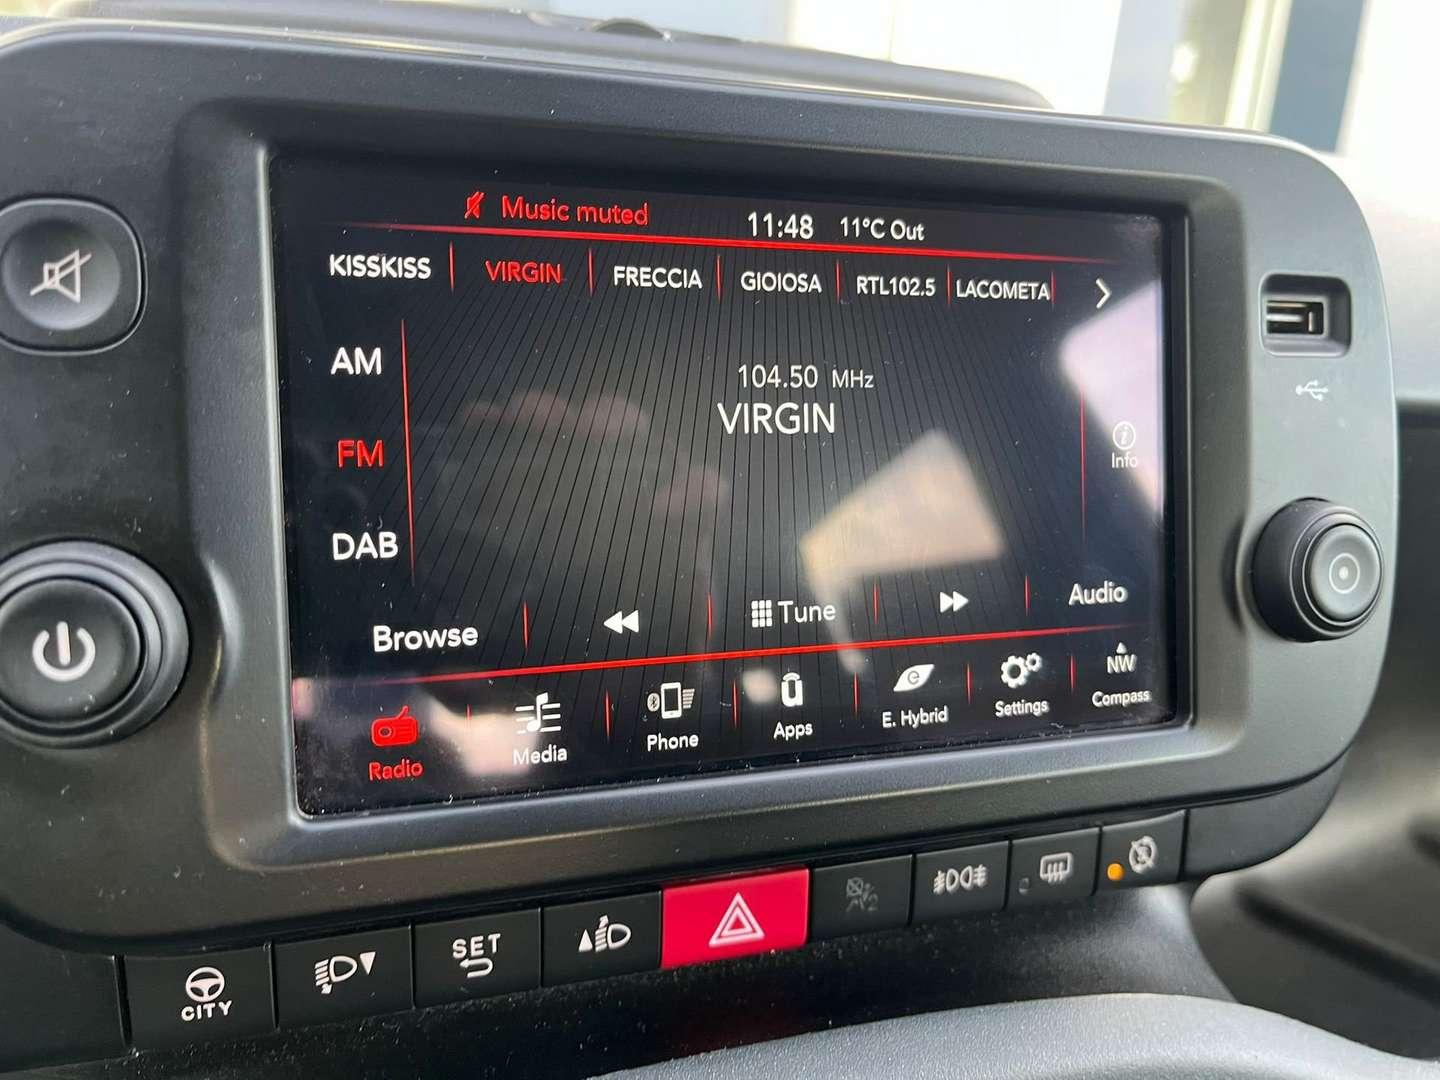 Music muted 11:48 11°C Out
KISSKISS VIRGIN FRECCIA GIOIOSA RTL102.5 LACOMETA
AM
104.50 MHz
VIRGIN
FM
Info
DAB
Browse Tune Audio
Radio Media Phone Apps E. Hybrid Settings NW Compass
CITY
SET
2